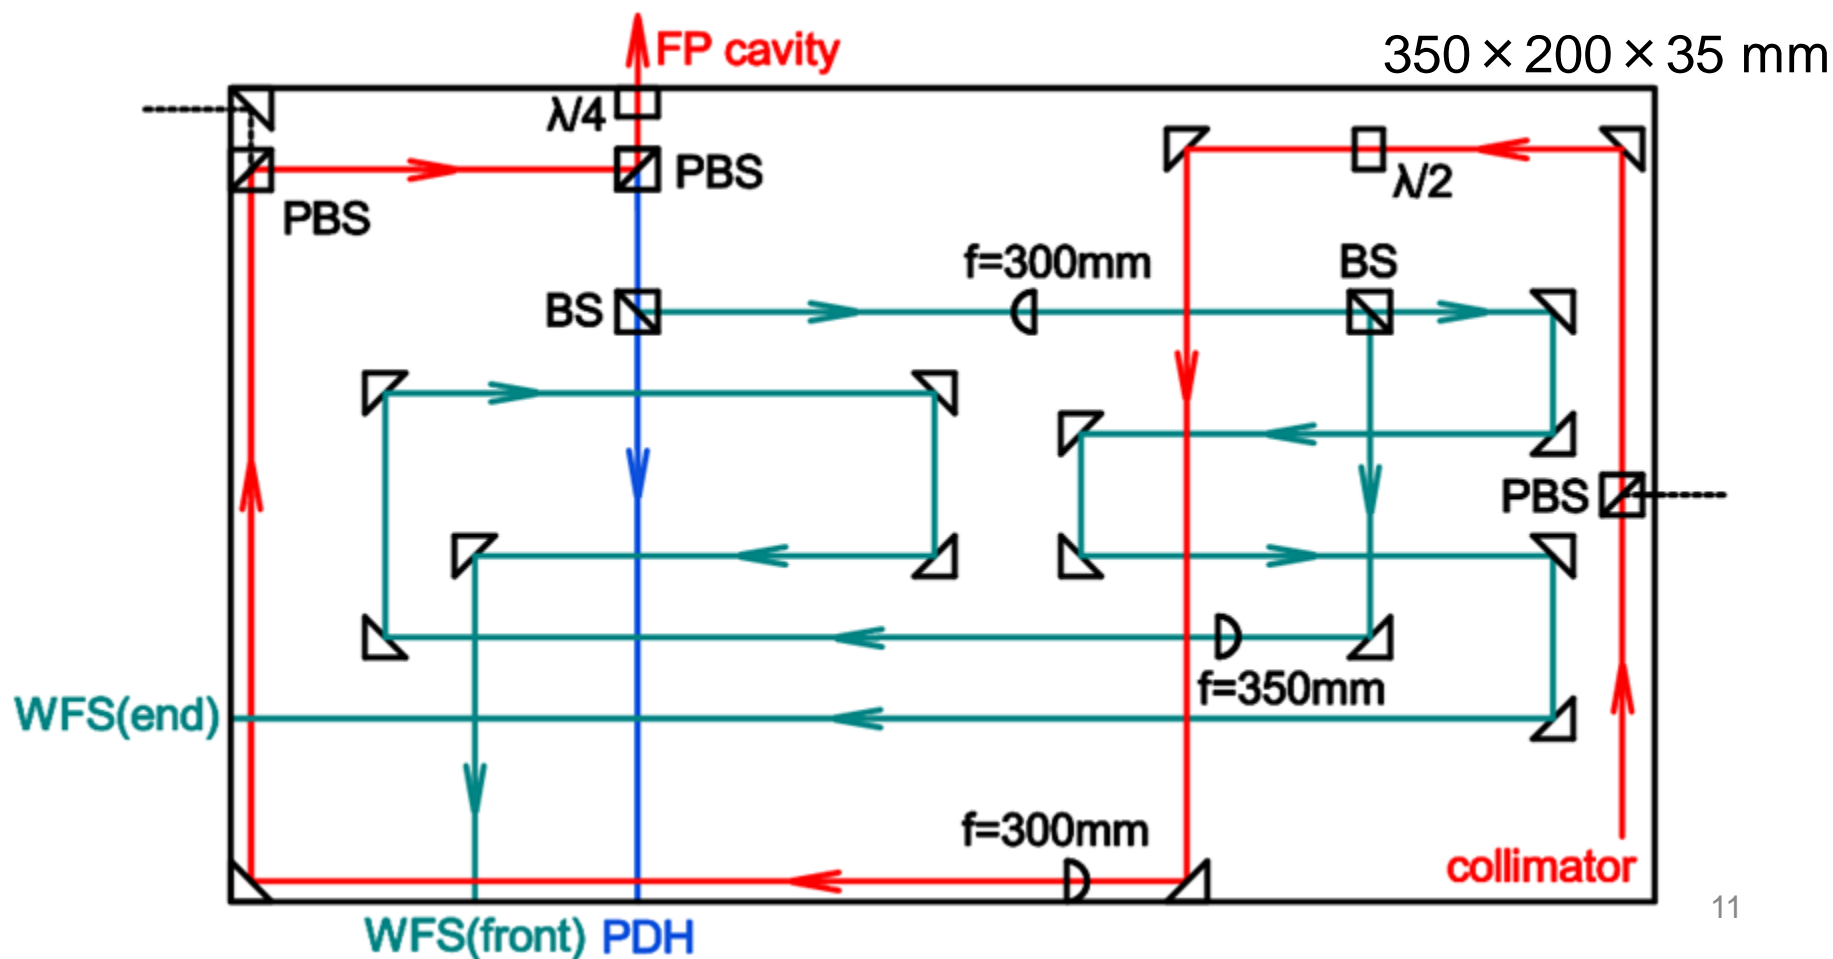 FP cavity
350×200×35 mm
λ/4
PBS
PBS
λ/2
f=300mm
BS
BS
PBS
f=350mm
WFS(end)
f=300mm
collimator
WFS(front)
PDH
11